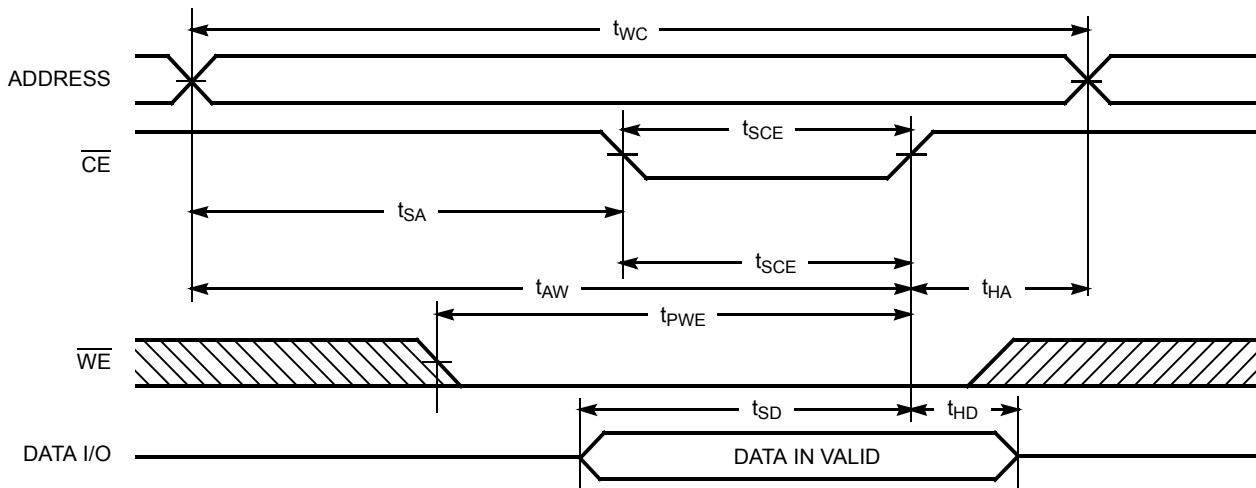 tWC
ADDRESS
tSCE
CE
tSA
tSCE
tAW
tHA
tPWE
WE
tSD
tHD
DATA I/O
DATA IN VALID